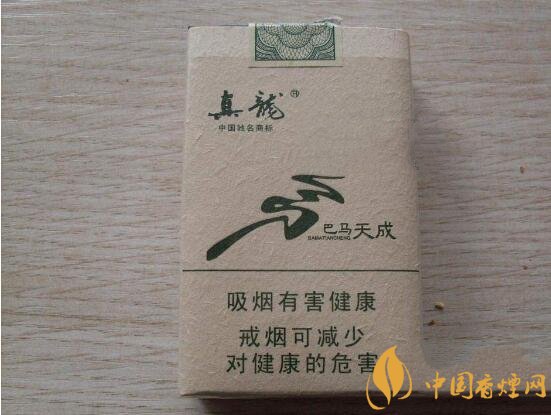 真龍®
中国驰名商标
巴马天成
BAMATIANCHENG
吸烟有害健康
戒烟可减少
对健康的危害
中国香烟网